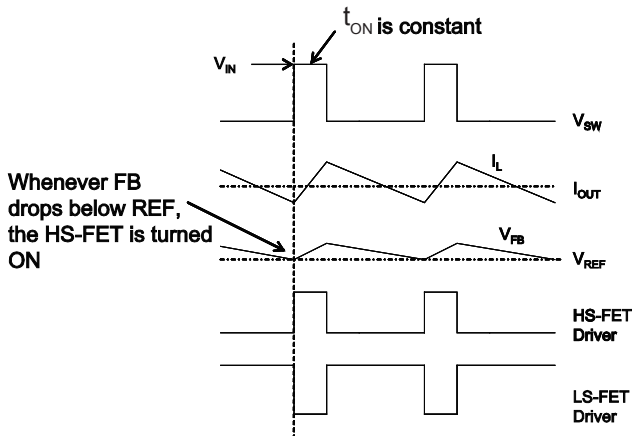 tON is constant
VIN
VSW
IL
IOUT
Whenever FB
drops below REF,
the HS-FET is turned
ON
VFB
VREF
HS-FET
Driver
LS-FET
Driver